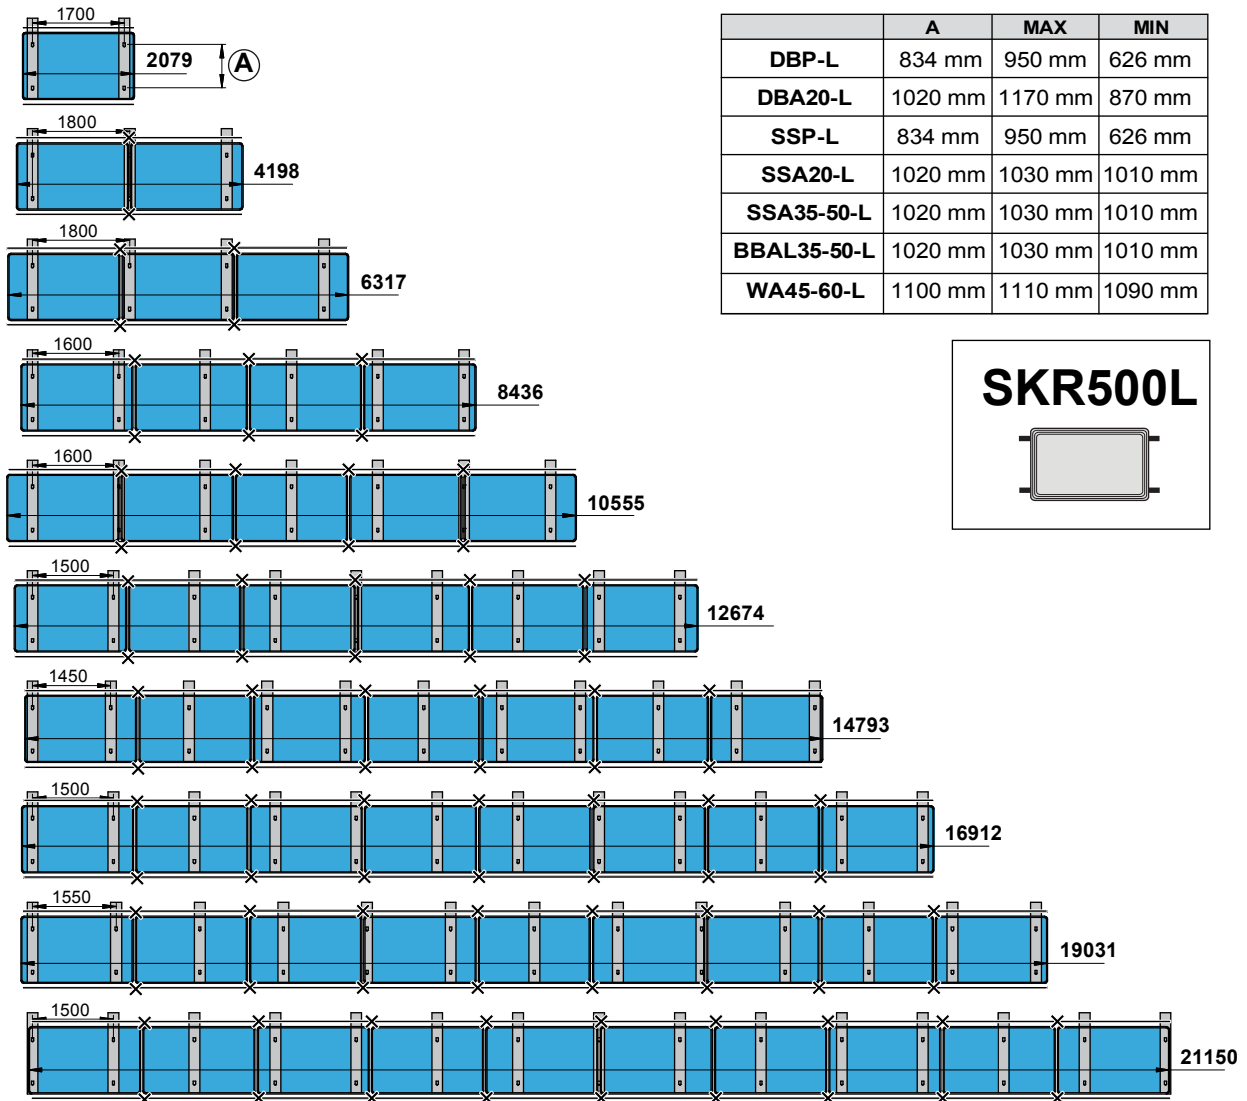 1700
2079
A
1800
4198
1800
6317
1600
8436
1600
10555
1500
12674
1450
14793
1500
16912
1550
19031
1500
21150
A MAX MIN
DBP-L 834 mm 950 mm 626 mm
DBA20-L 1020 mm 1170 mm 870 mm
SSP-L 834 mm 950 mm 626 mm
SSA20-L 1020 mm 1030 mm 1010 mm
SSA35-50-L 1020 mm 1030 mm 1010 mm
BBAL35-50-L 1020 mm 1030 mm 1010 mm
WA45-60-L 1100 mm 1110 mm 1090 mm
SKR500L